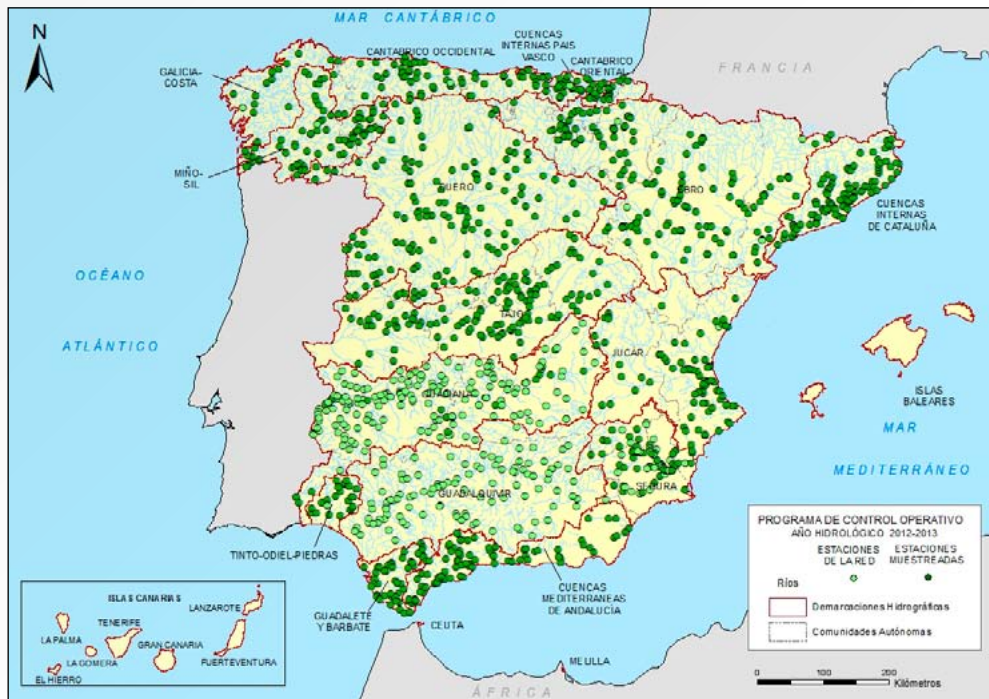 MAR CANTÁBRICO
N
CANTABRICO OCCIDENTAL
CUENCAS
INTERNAS PAIS
VASCO
CANTABRICO
ORIENTAL
FRANCIA
GALICIA-
COSTA
MIÑO-
SIL
DUERO
EBRO
CUENCAS
INTERNAS
DE CATALUÑA
OCÉANO
ATLÁNTICO
TAJO
JUCAR
GUADIANA
ISLAS
BALEARES
MAR
MEDITERRÁNEO
SEGURA
GUADALQUIVIR
TINTO-ODIEL-PIEDRAS
GUADALETE
Y BARBATE
CUENCAS
MEDITERRANEAS
DE ANDALUCÍA
CEUTA
MELILLA
ÁFRICA
ISLAS CANARIAS
LANZAROTE
TENERIFE
LA PALMA
GRAN CANARIA
LA GOMERA
EL HIERRO
FUERTEVENTURA
PROGRAMA DE CONTROL OPERATIVO
AÑO HIDROLÓGICO 2012-2013
ESTACIONES DE LA RED
ESTACIONES MUESTREADAS
Ríos
Demarcaciones Hidrográficas
Comunidades Autónomas
0 100 200
Kilómetros